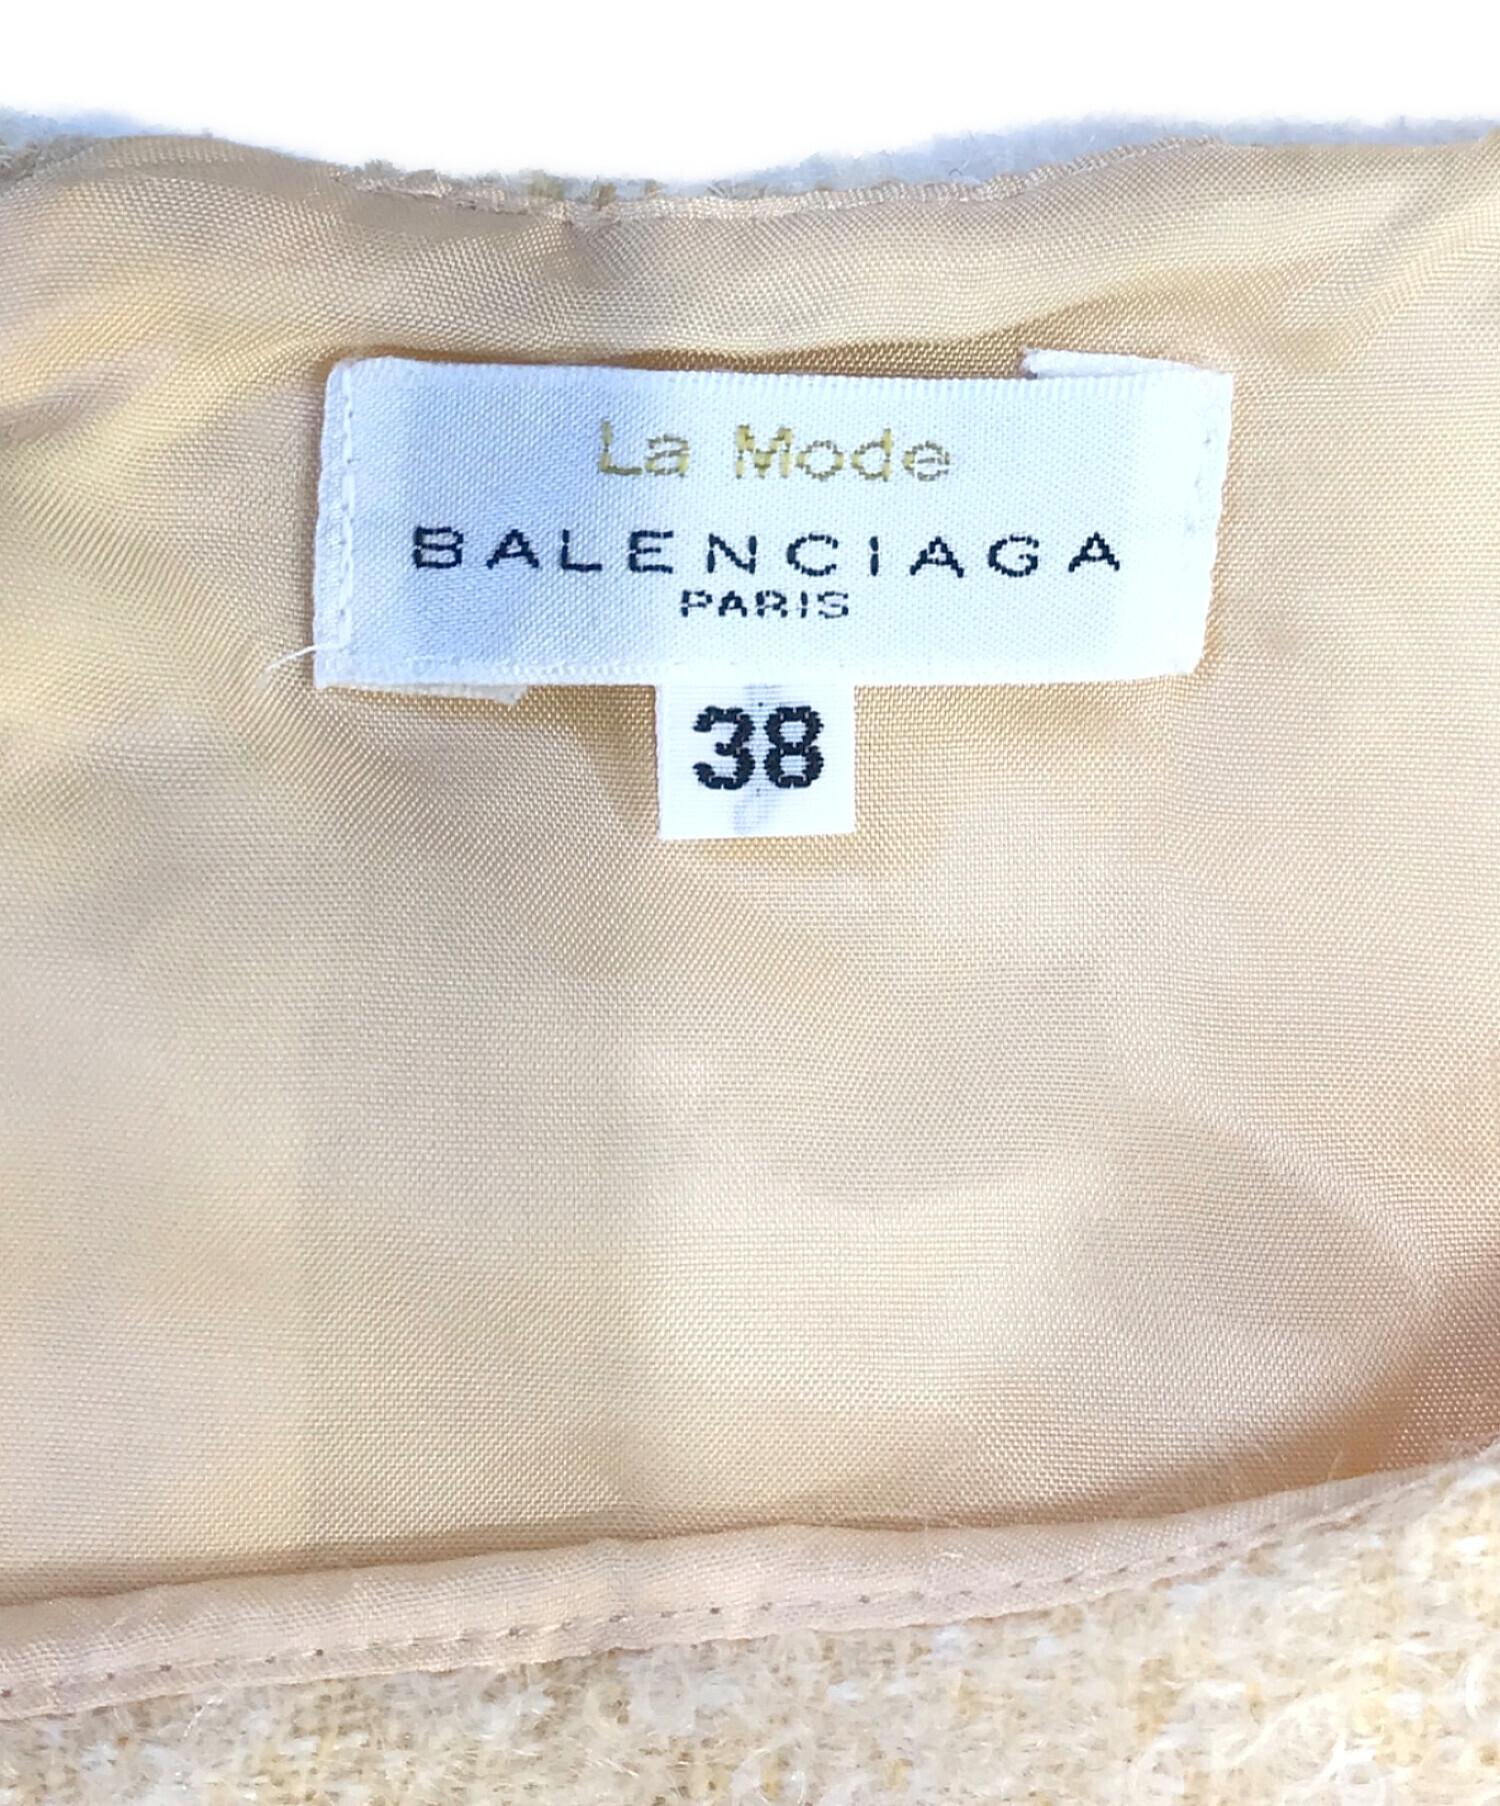 La Mode
BALENCIAGA
PARIS
38